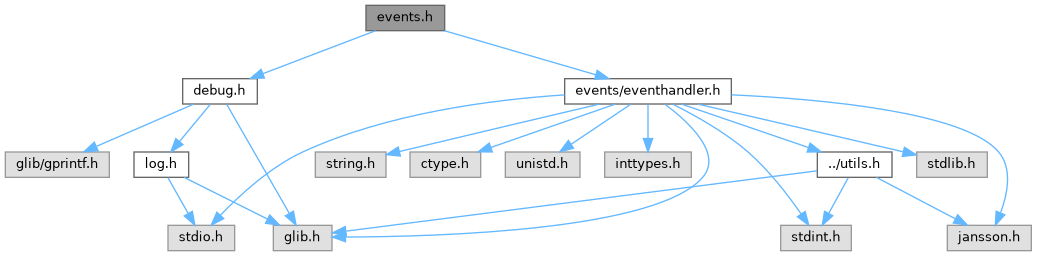 events.h
debug.h
events/eventhandler.h
glib/gprintf.h
log.h
string.h
ctype.h
unistd.h
inttypes.h
../utils.h
stdlib.h
stdio.h
glib.h
stdint.h
jansson.h